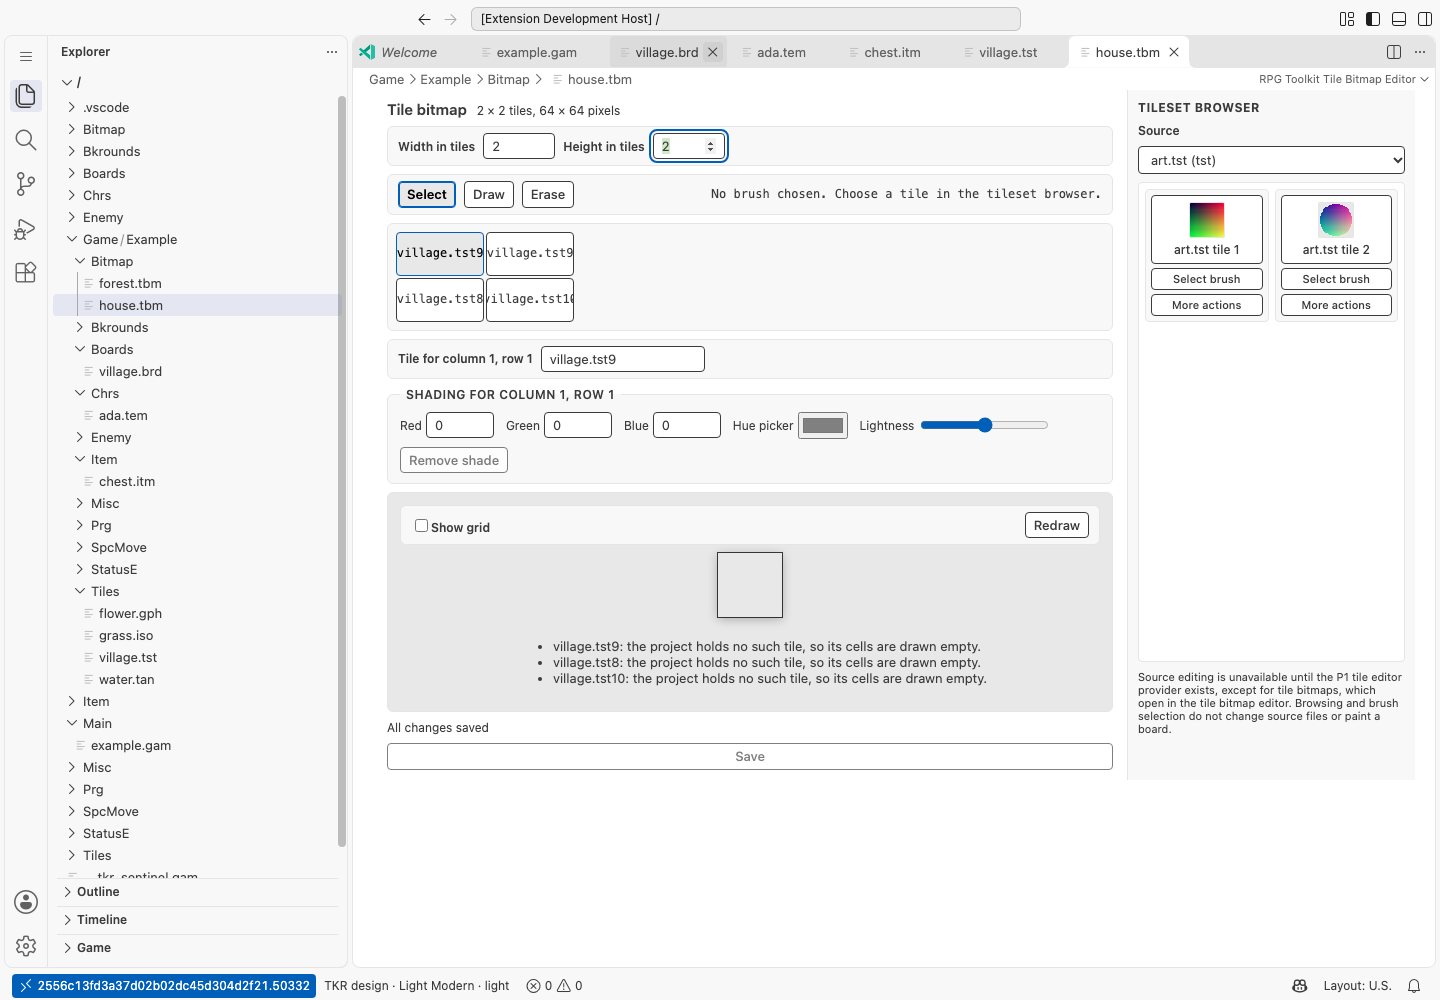 [Extension Development Host] /
Explorer
Welcome
example.gam
village.brd
ada.tem
chest.itm
village.tst
house.tbm
Game > Example > Bitmap > house.tbm
RPG Toolkit Tile Bitmap Editor
/
.vscode
Bitmap
Bkrounds
Boards
Chrs
Enemy
Game / Example
Bitmap
forest.tbm
house.tbm
Bkrounds
Boards
village.brd
Chrs
ada.tem
Enemy
Item
chest.itm
Misc
Prg
SpcMove
StatusE
Tiles
flower.gph
grass.iso
village.tst
water.tan
Item
Main
example.gam
Misc
Prg
SpcMove
StatusE
Tiles
Outline
Timeline
Game
Tile bitmap 2 × 2 tiles, 64 × 64 pixels
Width in tiles 2 Height in tiles 2
Select Draw Erase No brush chosen. Choose a tile in the tileset browser.
village.tst9 village.tst9
village.tst8 village.tst10
Tile for column 1, row 1 village.tst9
SHADING FOR COLUMN 1, ROW 1
Red 0 Green 0 Blue 0 Hue picker Lightness
Remove shade
Show grid Redraw
• village.tst9: the project holds no such tile, so its cells are drawn empty.
• village.tst8: the project holds no such tile, so its cells are drawn empty.
• village.tst10: the project holds no such tile, so its cells are drawn empty.
All changes saved
Save
TILESET BROWSER
Source
art.tst (tst)
art.tst tile 1 art.tst tile 2
Select brush Select brush
More actions More actions
Source editing is unavailable until the P1 tile editor
provider exists, except for tile bitmaps, which
open in the tile bitmap editor. Browsing and brush
selection do not change source files or paint a
board.
2556c13fd3a37d02b02dc45d304d2f21.50332 TKR design · Light Modern · light 0 0 Layout: U.S.